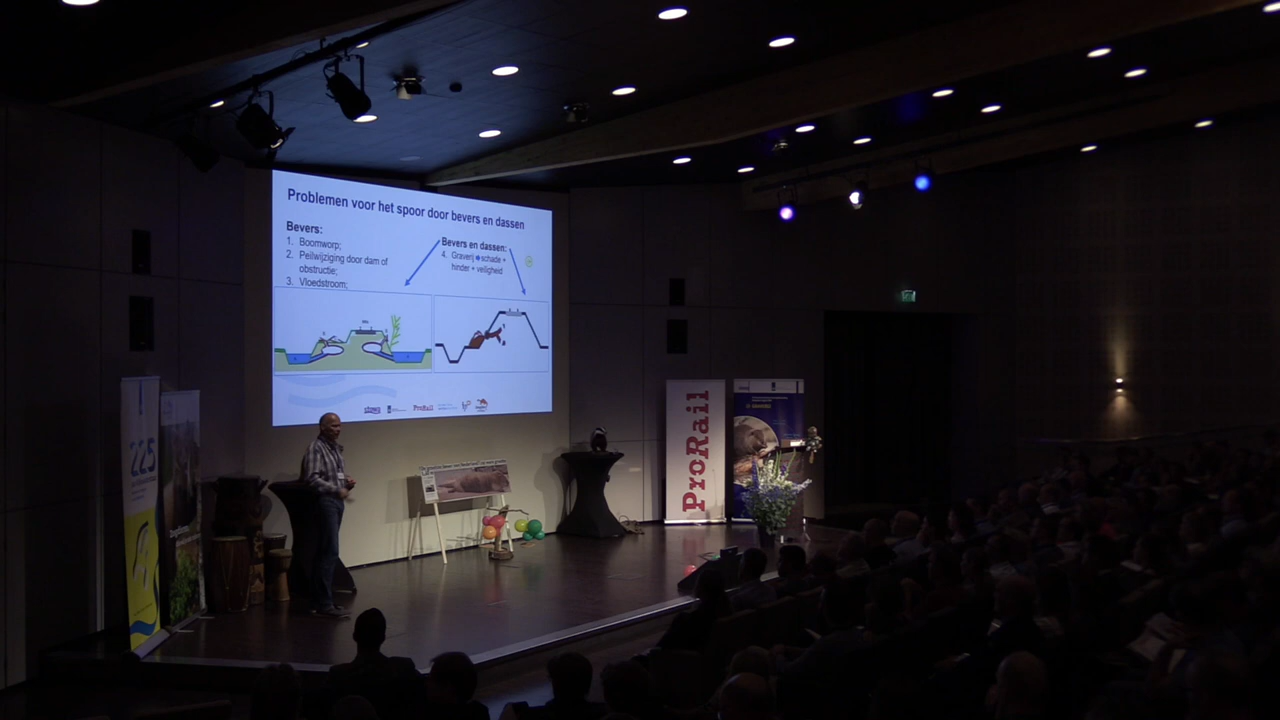 Problemen voor het spoor door bevers en dassen
Bevers:
1. Boomworp;
2. Peilwijziging door dam of
obstructie;
3. Vloedstroom;
Bevers en dassen:
4. Graverij ➡ schade +
hinder + veiligheid
ProRail
225
ProRail